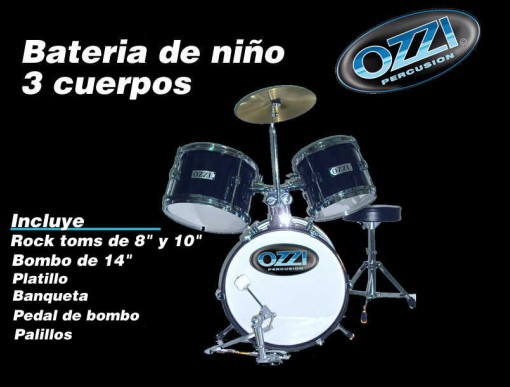 Bateria de niño
3 cuerpos
OZZI
PERCUSION
Incluye
Rock toms de 8" y 10"
Bombo de 14"
Platillo
Banqueta
Pedal de bombo
Palillos
OZZI
OZZI
OZZI
PERCUSION